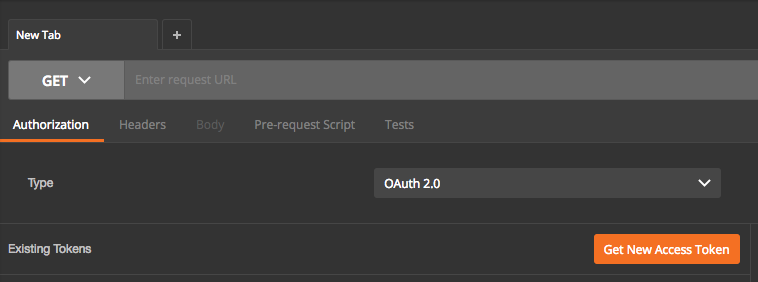 New Tab
+
GET
Enter request URL
Authorization Headers Body Pre-request Script Tests
Type OAuth 2.0
Existing Tokens Get New Access Token